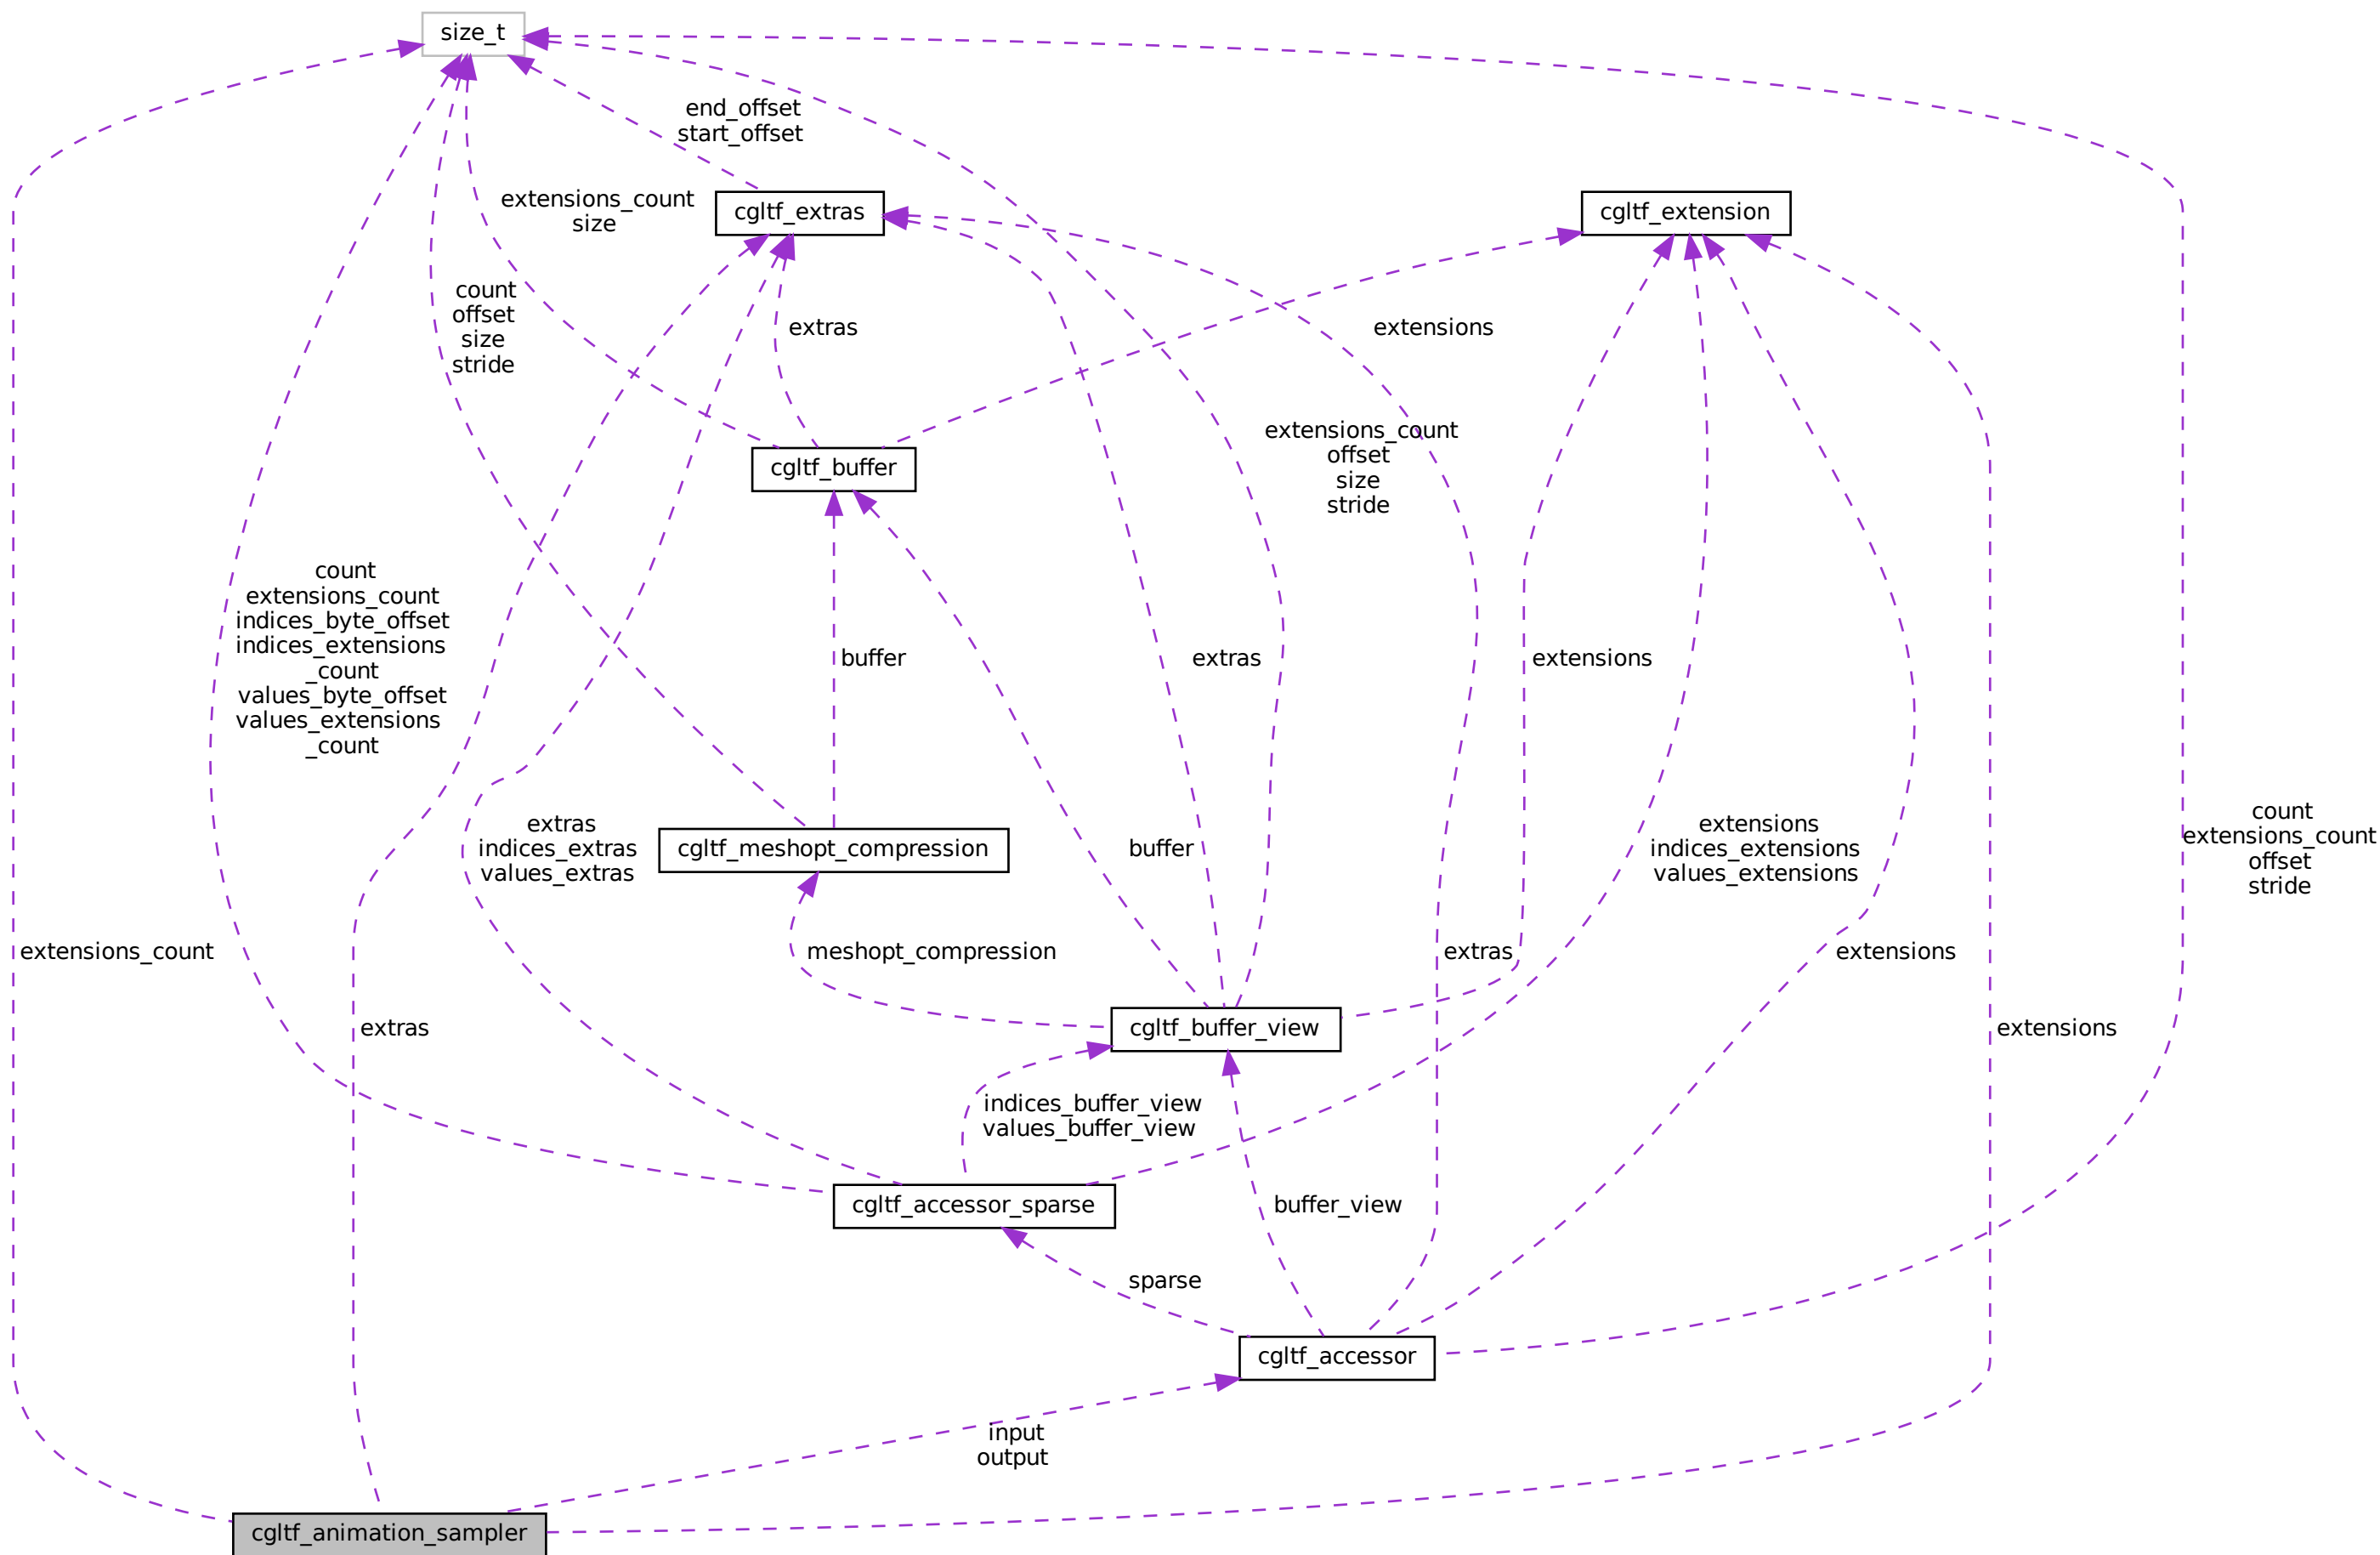 size_t
end_offset
start_offset
extensions_count
size
cgltf_extras
cgltf_extension
count
offset
size
stride
extras
extensions
extensions_count
offset
size
stride
cgltf_buffer
count
extensions_count
indices_byte_offset
indices_extensions
_count
values_byte_offset
values_extensions
_count
buffer
extras
extensions
extras
indices_extras
values_extras
cgltf_meshopt_compression
buffer
extensions
indices_extensions
values_extensions
count
extensions_count
offset
stride
extensions_count
meshopt_compression
extras
extensions
extras
cgltf_buffer_view
extensions
indices_buffer_view
values_buffer_view
cgltf_accessor_sparse
buffer_view
sparse
cgltf_accessor
input
output
cgltf_animation_sampler